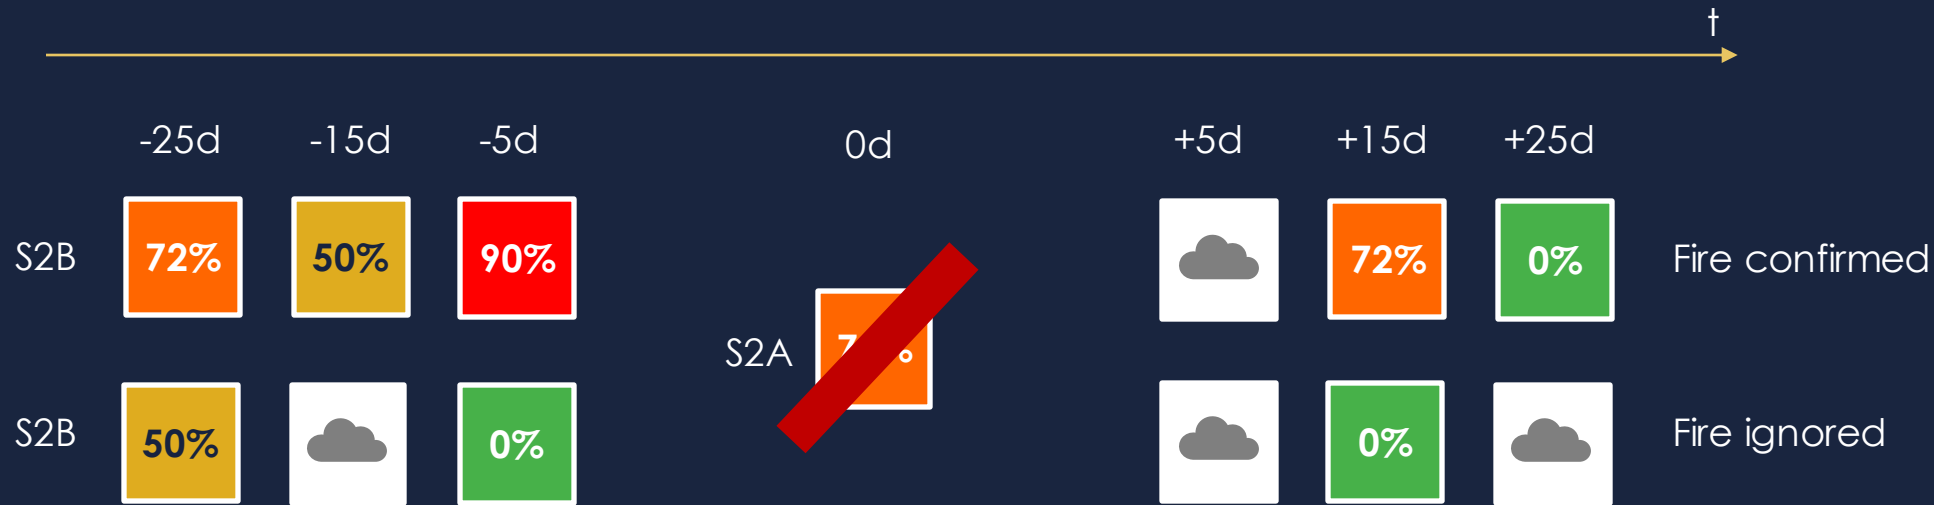 t
-25d -15d -5d 0d +5d +15d +25d
S2B 72% 50% 90% 72% 0% Fire confirmed
S2A
S2B 50% 0% 0% Fire ignored